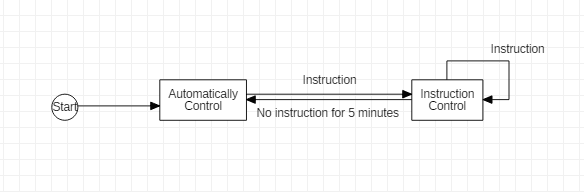 Instruction
Instruction
Start
Automatically
Control
Instruction
Control
No instruction for 5 minutes